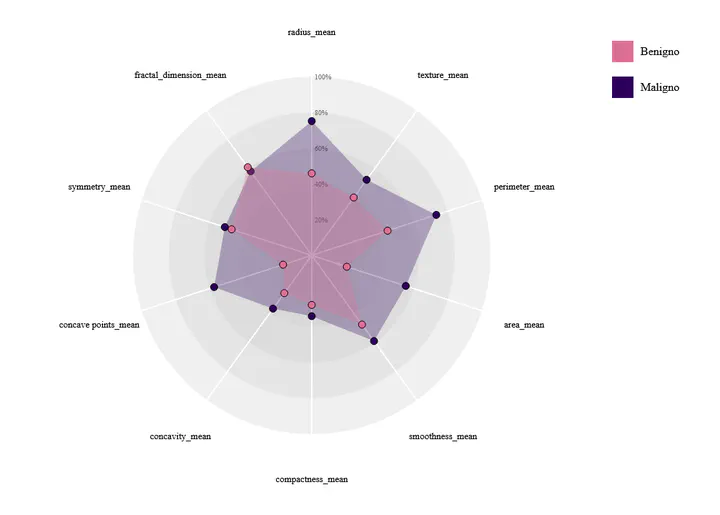 radius_mean
Benigno
fractal_dimension_mean
texture_mean
100%
Maligno
80%
60%
symmetry_mean
perimeter_mean
40%
20%
concave points_mean
area_mean
concavity_mean
smoothness_mean
compactness_mean